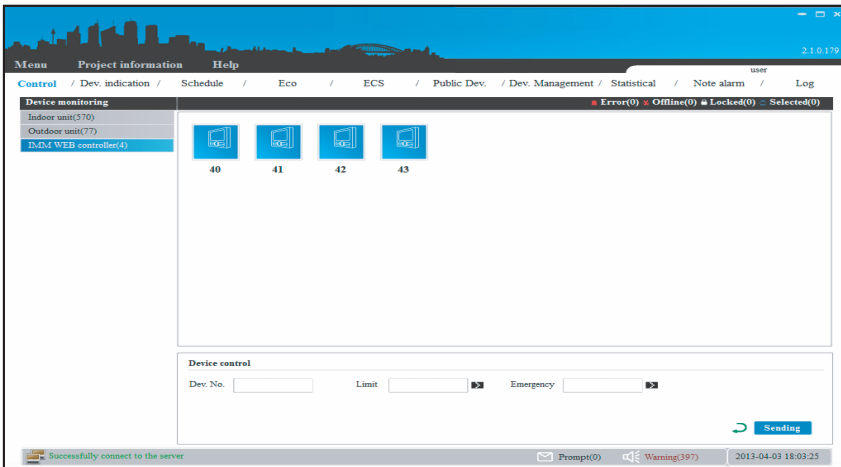 2.1.0.179
Menu Project information Help
user
Control / Dev. indication / Schedule / Eco / ECS / Public Dev. / Dev. Management / Statistical / Note alarm / Log
Device monitoring
Error(0) Offline(0) Locked(0) Selected(0)
Indoor unit(570)
Outdoor unit(77)
IMM WEB controller(4)
40 41 42 43
Device control
Dev. No. Limit Emergency
Sending
Successfully connect to the server Prompt(0) Warning(397) 2013-04-03 18:03:25